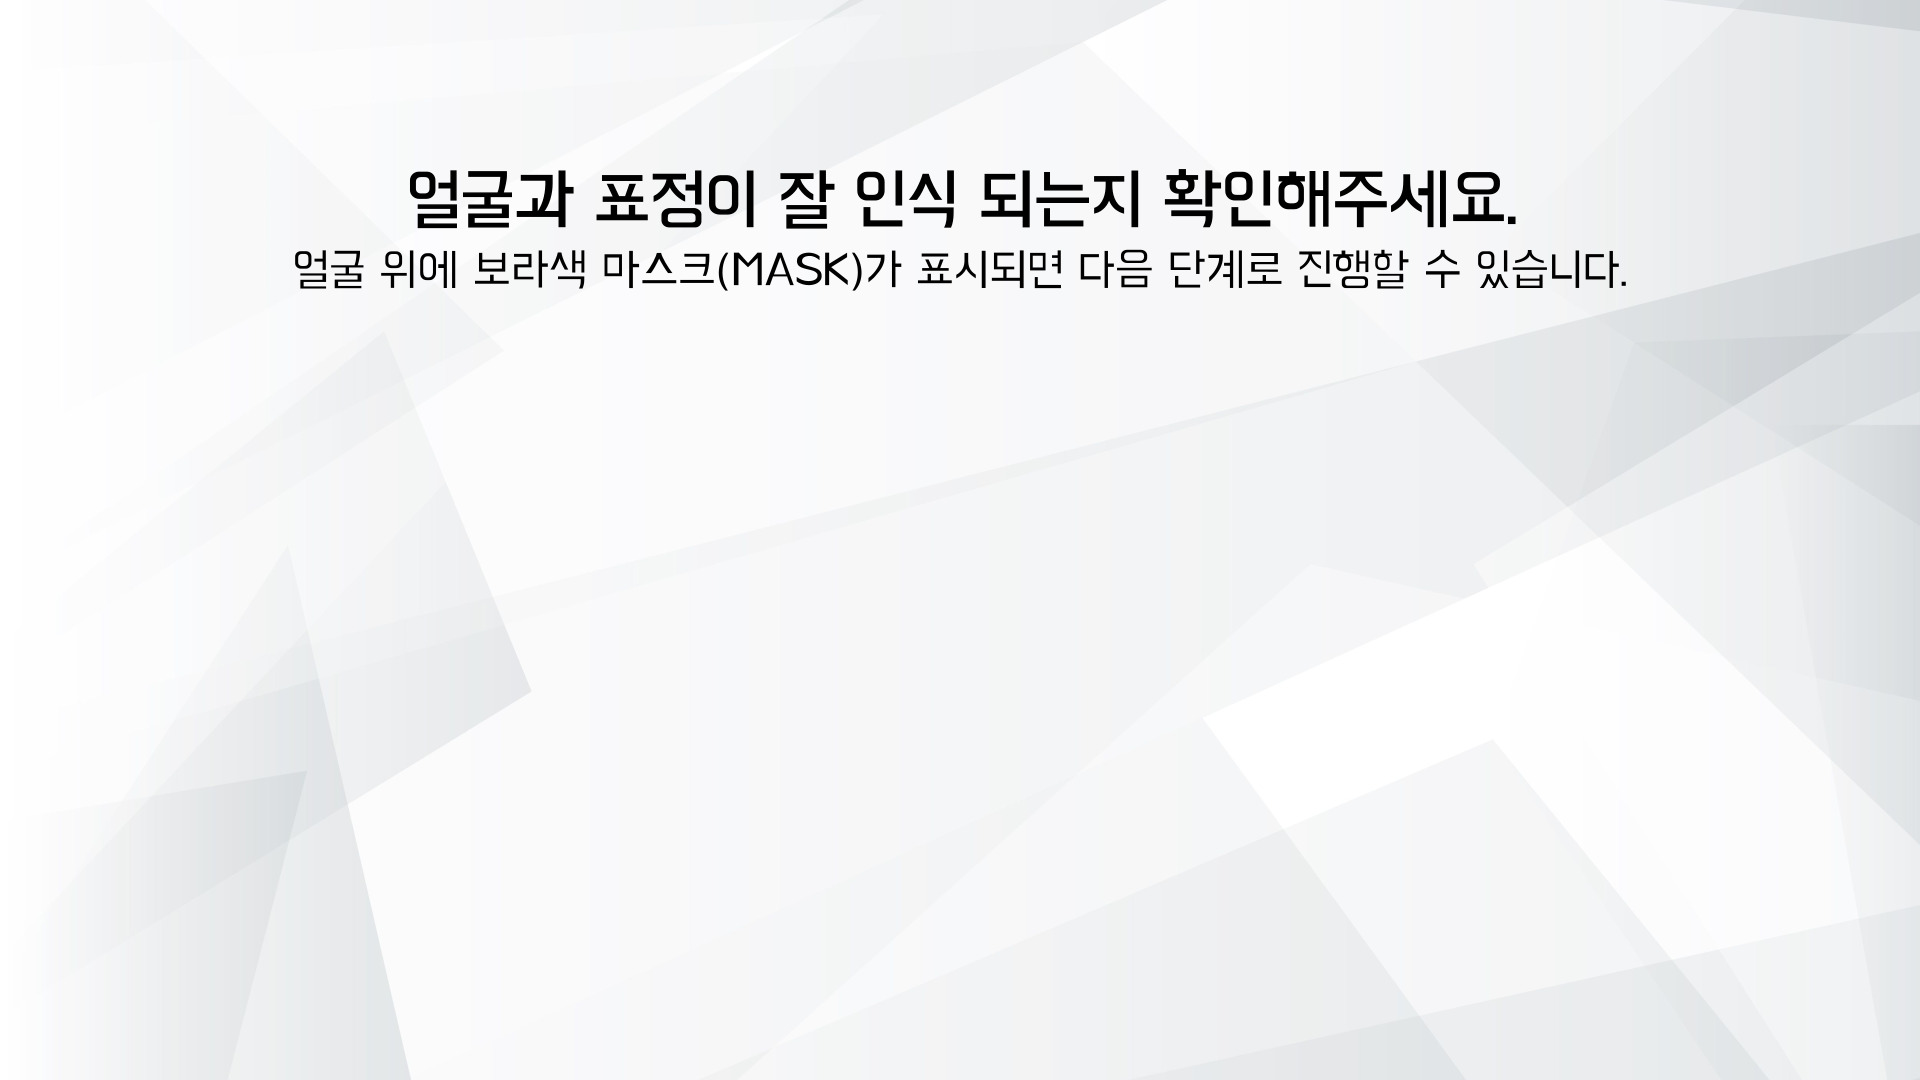 얼굴과 표정이 잘 인식 되는지 확인해주세요.
얼굴 위에 보라색 마스크(MASK)가 표시되면 다음 단계로 진행할 수 있습니다.